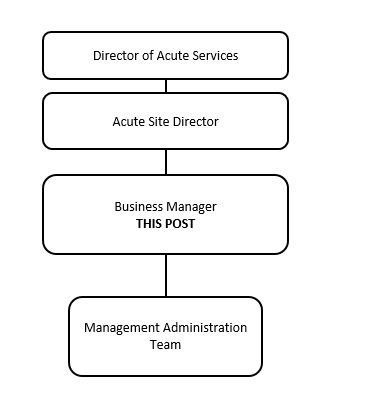 Director of Acute Services
Acute Site Director
Business Manager
THIS POST
Management Administration
Team